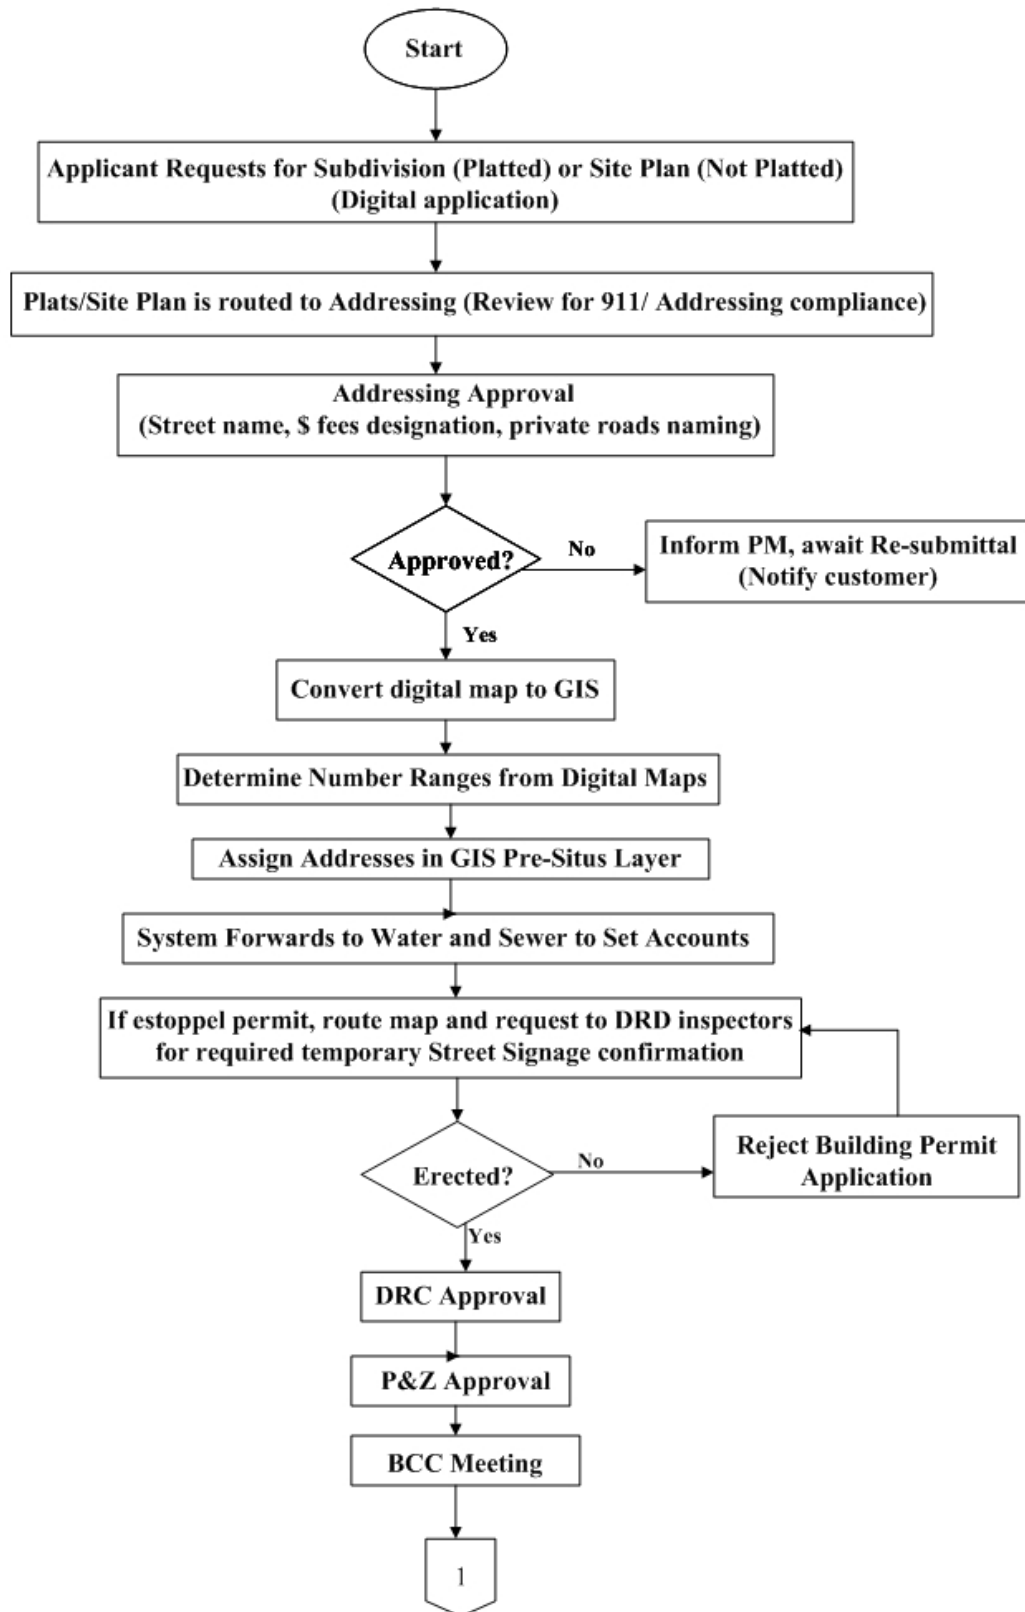 Start
Applicant Requests for Subdivision (Platted) or Site Plan (Not Platted)
(Digital application)
Plats/Site Plan is routed to Addressing (Review for 911/ Addressing compliance)
Addressing Approval
(Street name, $ fees designation, private roads naming)
Approved?
No
Inform PM, await Re-submittal
(Notify customer)
Yes
Convert digital map to GIS
Determine Number Ranges from Digital Maps
Assign Addresses in GIS Pre-Situs Layer
System Forwards to Water and Sewer to Set Accounts
If estoppel permit, route map and request to DRD inspectors
for required temporary Street Signage confirmation
Erected?
No
Reject Building Permit
Application
Yes
DRC Approval
P&Z Approval
BCC Meeting
1